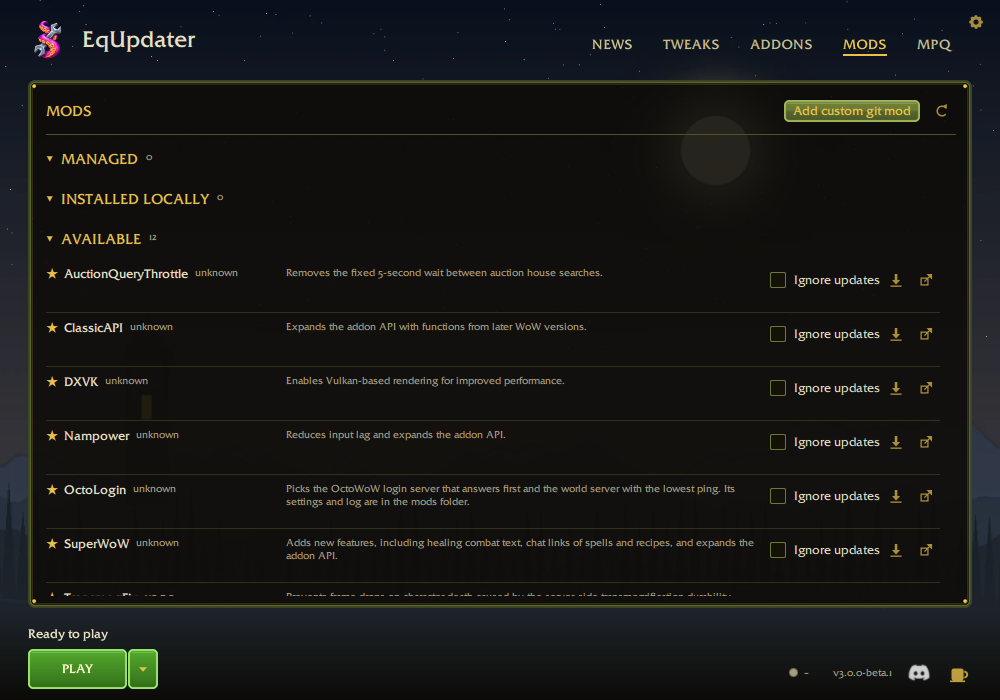 EqUpdater
NEWS TWEAKS ADDONS MODS MPQ
MODS
Add custom git mod
MANAGED 0
INSTALLED LOCALLY 0
AVAILABLE 12
★ AuctionQueryThrottle unknown
Removes the fixed 5-second wait between auction house searches.
Ignore updates
★ ClassicAPI unknown
Expands the addon API with functions from later WoW versions.
Ignore updates
★ DXVK unknown
Enables Vulkan-based rendering for improved performance.
Ignore updates
★ Nampower unknown
Reduces input lag and expands the addon API.
Ignore updates
★ OctoLogin unknown
Picks the OctoWoW login server that answers first and the world server with the lowest ping. Its
settings and log are in the mods folder.
Ignore updates
★ SuperWoW unknown
Adds new features, including healing combat text, chat links of spells and recipes, and expands the
addon API.
Ignore updates
Ready to play
PLAY
-
v3.0.0-beta.1